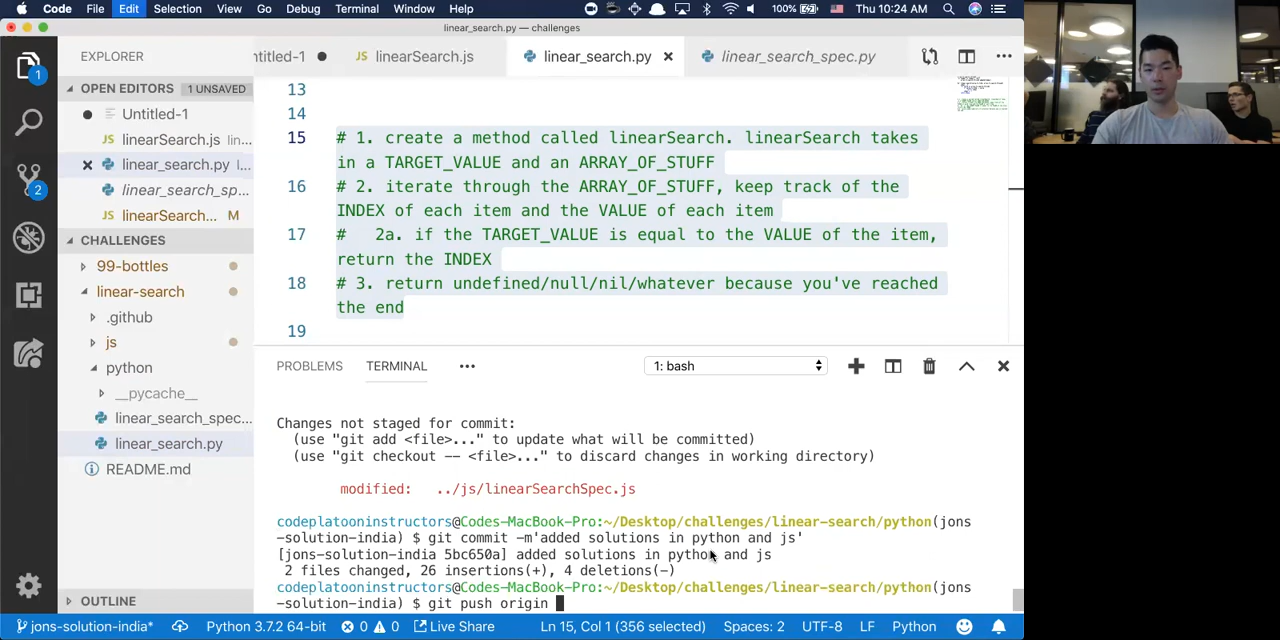 Code File Edit Selection View Go Debug Terminal Window Help 100% Thu 10:24 AM
linear_search.py — challenges
EXPLORER
ntitled-1 linearSearch.js linear_search.py linear_search_spec.py
OPEN EDITORS 1 UNSAVED
Untitled-1
linearSearch.js lin...
linear_search.py l...
linear_search_sp...
linearSearch... M
CHALLENGES
99-bottles
linear-search
.github
js
python
__pycache__
linear_search_spec...
linear_search.py
README.md
OUTLINE
1
2
13
14
15 # 1. create a method called linearSearch. linearSearch takes
in a TARGET_VALUE and an ARRAY_OF_STUFF
16 # 2. iterate through the ARRAY_OF_STUFF, keep track of the
INDEX of each item and the VALUE of each item
17 #   2a. if the TARGET_VALUE is equal to the VALUE of the item,
return the INDEX
18 # 3. return undefined/null/nil/whatever because you've reached
the end
19
PROBLEMS TERMINAL 1: bash
Changes not staged for commit:
(use "git add <file>..." to update what will be committed)
(use "git checkout -- <file>..." to discard changes in working directory)
modified: ../js/linearSearchSpec.js
codeplatooninstructors@Codes-MacBook-Pro:~/Desktop/challenges/linear-search/python(jons
-solution-india) $ git commit -m'added solutions in python and js'
[jons-solution-india 5bc650a] added solutions in python and js
2 files changed, 26 insertions(+), 4 deletions(-)
codeplatooninstructors@Codes-MacBook-Pro:~/Desktop/challenges/linear-search/python(jons
-solution-india) $ git push origin
jons-solution-india* Python 3.7.2 64-bit 0 0 Live Share Ln 15, Col 1 (356 selected) Spaces: 2 UTF-8 LF Python